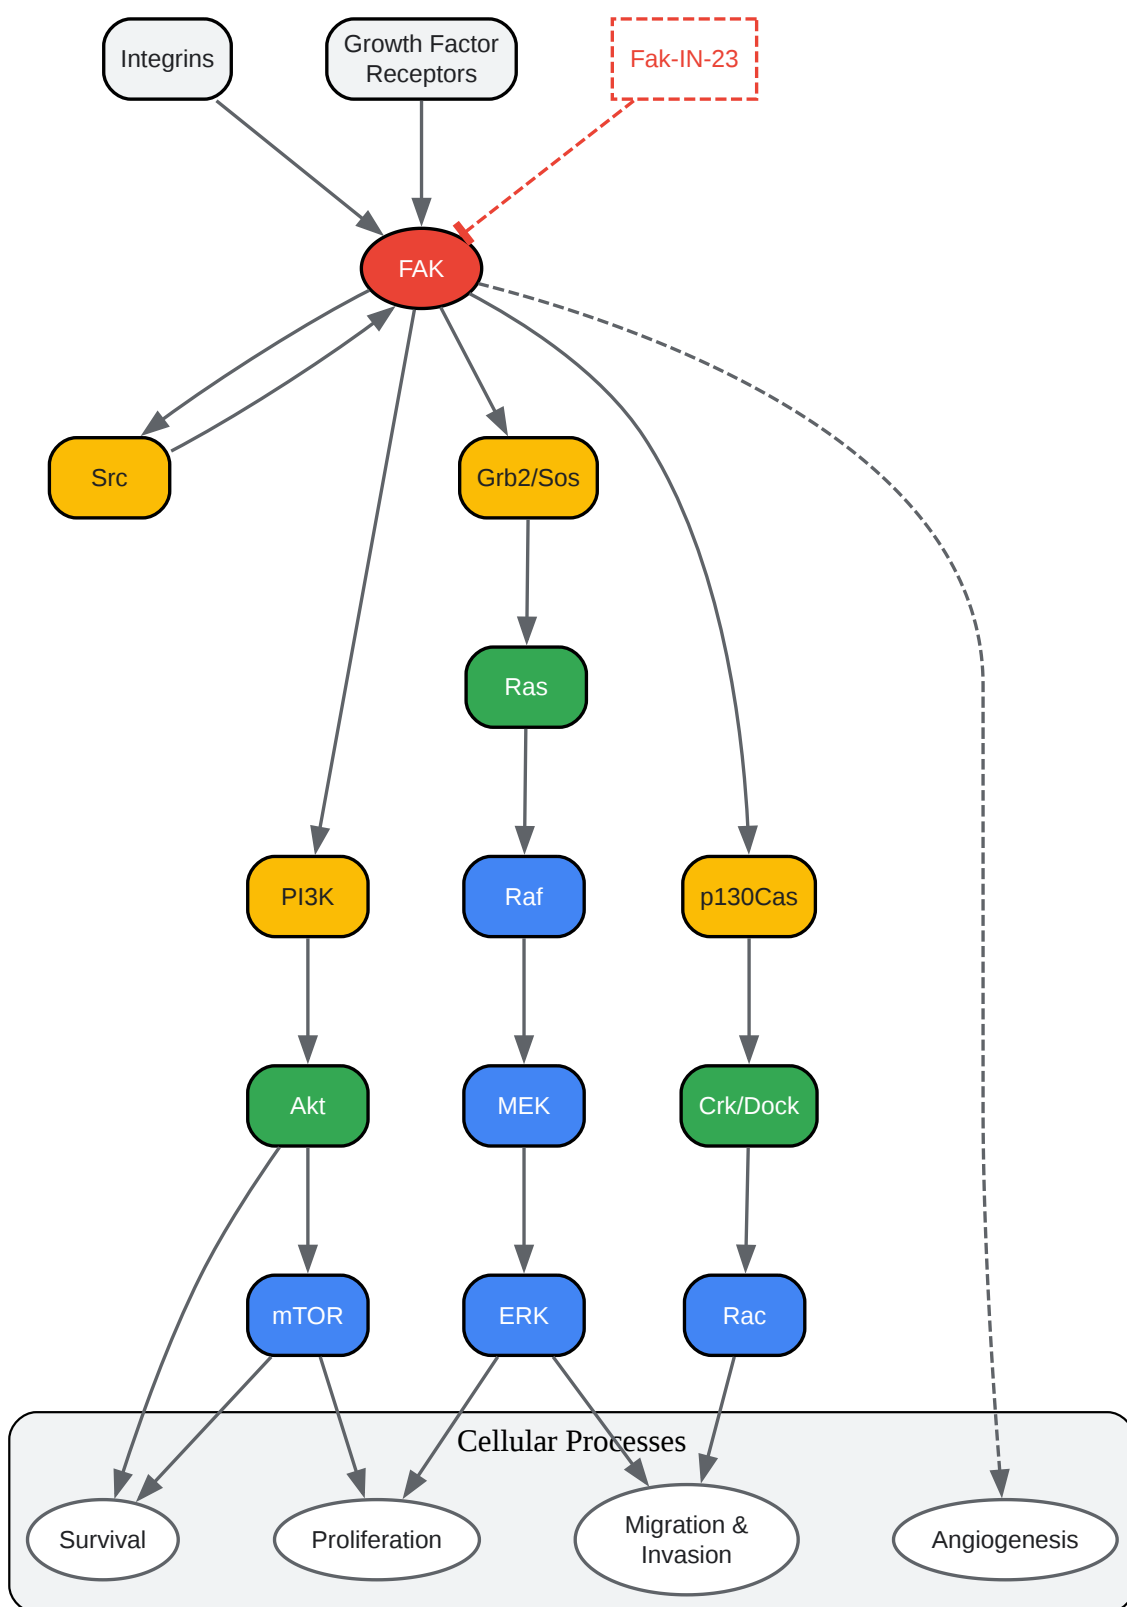 Integrins
Growth Factor
Receptors
Fak-IN-23
FAK
Src
Grb2/Sos
Ras
PI3K
Raf
p130Cas
Akt
MEK
Crk/Dock
mTOR
ERK
Rac
Cellular Processes
Survival
Proliferation
Migration &
Invasion
Angiogenesis